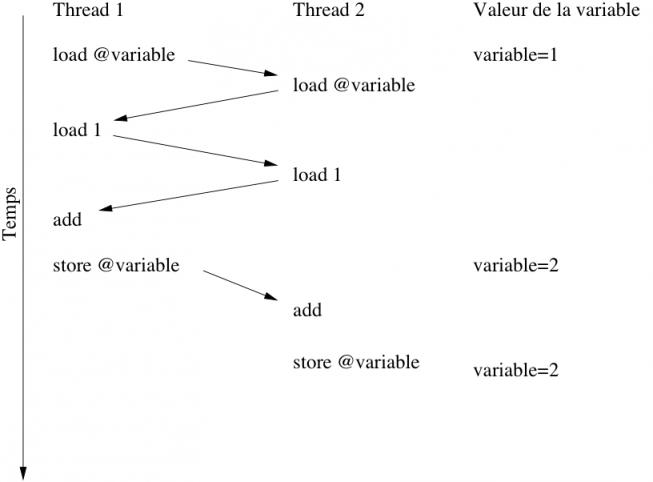 Thread 1 Thread 2 Valeur de la variable
load @variable variable=1
load @variable
load 1
load 1
add
store @variable variable=2
add
store @variable variable=2
Temps